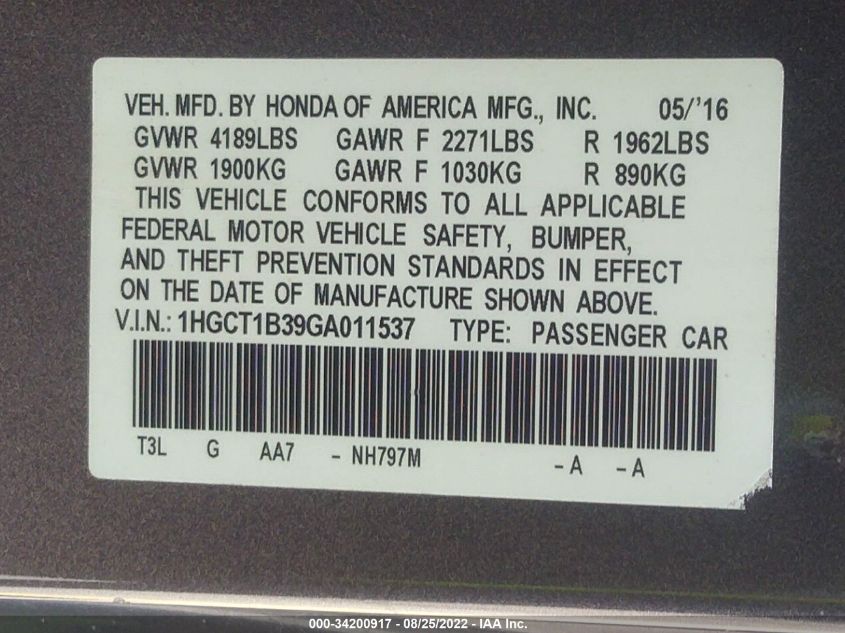 VEH. MFD. BY HONDA OF AMERICA MFG., INC. 05/'16
GVWR 4189LBS GAWR F 2271LBS R 1962LBS
GVWR 1900KG GAWR F 1030KG R 890KG
THIS VEHICLE CONFORMS TO ALL APPLICABLE
FEDERAL MOTOR VEHICLE SAFETY, BUMPER,
AND THEFT PREVENTION STANDARDS IN EFFECT
ON THE DATE OF MANUFACTURE SHOWN ABOVE.
V.I.N.: 1HGCT1B39GA011537 TYPE: PASSENGER CAR
T3L G AA7 - NH797M - A - A
000-34200917 - 08/25/2022 - IAA Inc.